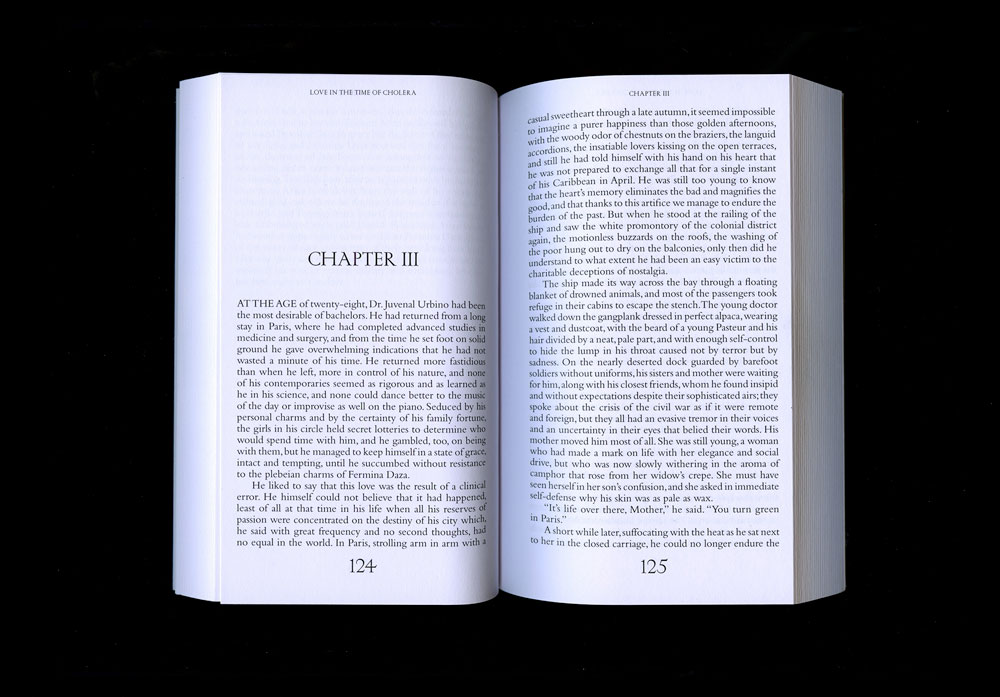 LOVE IN THE TIME OF CHOLERA
CHAPTER III
AT THE AGE of twenty-eight, Dr. Juvenal Urbino had been
the most desirable of bachelors. He had returned from a long
stay in Paris, where he had completed advanced studies in
medicine and surgery, and from the time he set foot on solid
ground he gave overwhelming indications that he had not
wasted a minute of his time. He returned more fastidious
than when he left, more in control of his nature, and none
of his contemporaries seemed as rigorous and as learned as
he in his science, and none could dance better to the music
of the day or improvise as well on the piano. Seduced by his
personal charms and by the certainty of his family fortune,
the girls in his circle held secret lotteries to determine who
would spend time with him, and he gambled, too, on being
with them, but he managed to keep himself in a state of grace,
intact and tempting, until he succumbed without resistance
to the plebeian charms of Fermina Daza.
He liked to say that this love was the result of a clinical
error. He himself could not believe that it had happened,
least of all at that time in his life when all his reserves of
passion were concentrated on the destiny of his city which,
he said with great frequency and no second thoughts, had
no equal in the world. In Paris, strolling arm in arm with a
124
CHAPTER III
casual sweetheart through a late autumn, it seemed impossible
to imagine a purer happiness than those golden afternoons,
with the woody odor of chestnuts on the braziers, the languid
accordions, the insatiable lovers kissing on the open terraces,
and still he had told himself with his hand on his heart that
he was not prepared to exchange all that for a single instant
of his Caribbean in April. He was still too young to know
that the heart's memory eliminates the bad and magnifies the
good, and that thanks to this artifice we manage to endure the
burden of the past. But when he stood at the railing of the
ship and saw the white promontory of the colonial district
again, the motionless buzzards on the roofs, the washing of
the poor hung out to dry on the balconies, only then did he
understand to what extent he had been an easy victim to the
charitable deceptions of nostalgia.
The ship made its way across the bay through a floating
blanket of drowned animals, and most of the passengers took
refuge in their cabins to escape the stench. The young doctor
walked down the gangplank dressed in perfect alpaca, wearing
a vest and dustcoat, with the beard of a young Pasteur and his
hair divided by a neat, pale part, and with enough self-control
to hide the lump in his throat caused not by terror but by
sadness. On the nearly deserted dock guarded by barefoot
soldiers without uniforms, his sisters and mother were waiting
for him, along with his closest friends, whom he found insipid
and without expectations despite their sophisticated airs; they
spoke about the crisis of the civil war as if it were remote
and foreign, but they all had an evasive tremor in their voices
and an uncertainty in their eyes that belied their words. His
mother moved him most of all. She was still young, a woman
who had made a mark on life with her elegance and social
drive, but who was now slowly withering in the aroma of
camphor that rose from her widow's crepe. She must have
seen herself in her son's confusion, and she asked in immediate
self-defense why his skin was as pale as wax.
"It's life over there, Mother," he said. "You turn green
in Paris."
A short while later, suffocating with the heat as he sat next
to her in the closed carriage, he could no longer endure the
125